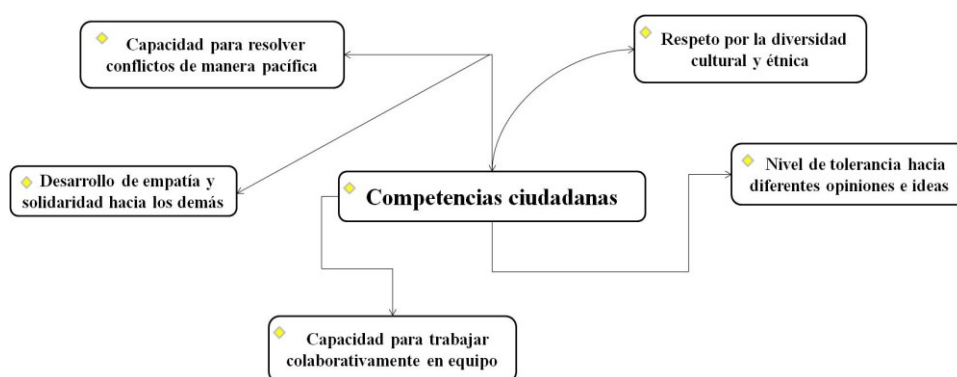 Capacidad para resolver
conflictos de manera pacífica
Respeto por la diversidad
cultural y étnica
Desarrollo de empatía y
solidaridad hacia los demás
Competencias ciudadanas
Nivel de tolerancia hacia
diferentes opiniones e ideas
Capacidad para trabajar
colaborativamente en equipo